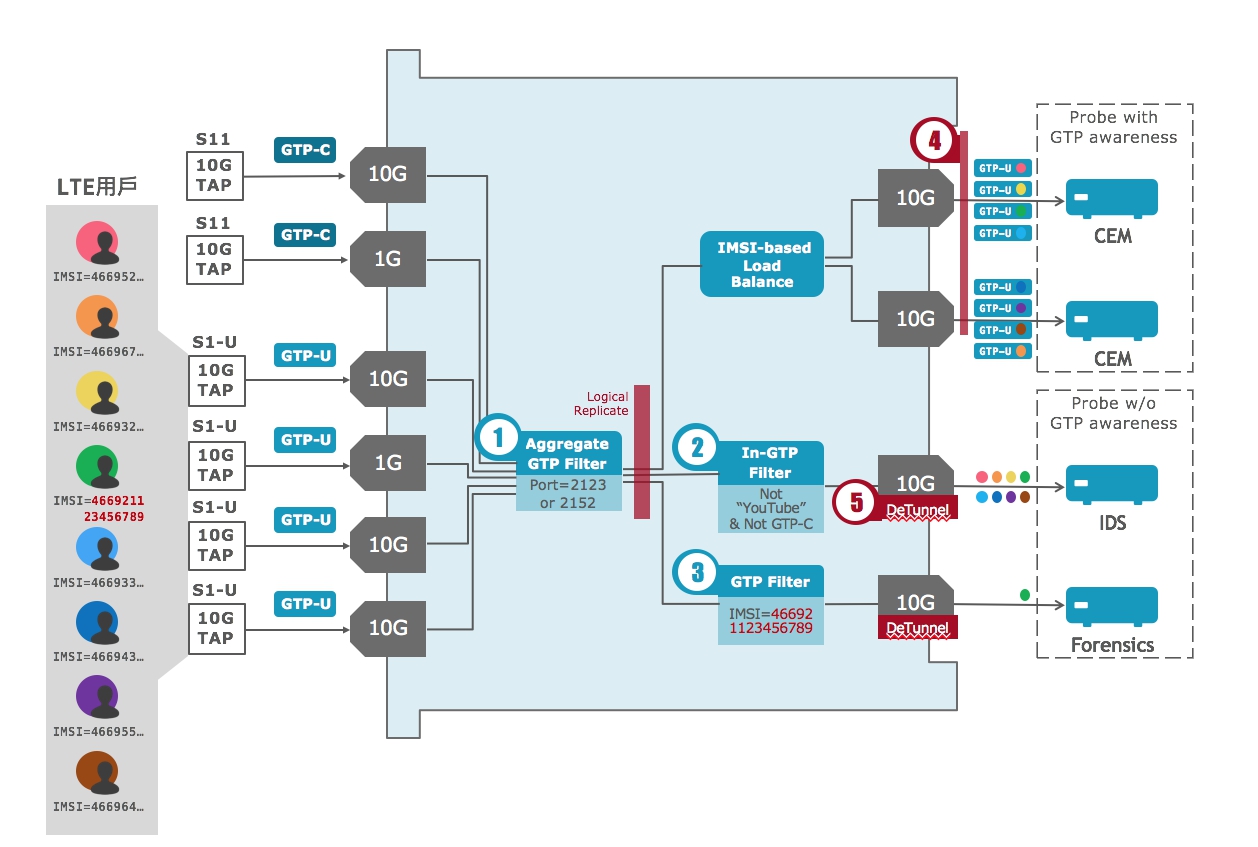 LTE用戶
IMSI=466952…
IMSI=466967…
IMSI=466932…
IMSI=4669211
23456789
IMSI=466933…
IMSI=466943…
IMSI=466955…
IMSI=466964…
S11
10G
TAP
GTP-C
10G
S11
10G
TAP
GTP-C
1G
S1-U
10G
TAP
GTP-U
10G
S1-U
10G
TAP
GTP-U
1G
S1-U
10G
TAP
GTP-U
10G
S1-U
10G
TAP
GTP-U
10G
1
Aggregate
GTP Filter
Port=2123
or 2152
Logical
Replicate
IMSI-based
Load
Balance
2
In-GTP
Filter
Not
“YouTube”
& Not GTP-C
3
GTP Filter
IMSI=46692
1123456789
4
10G
10G
5
10G
DeTunnel
10G
DeTunnel
GTP-U
GTP-U
GTP-U
GTP-U
GTP-U
GTP-U
GTP-U
GTP-U
Probe with
GTP awareness
CEM
CEM
Probe w/o
GTP awareness
IDS
Forensics